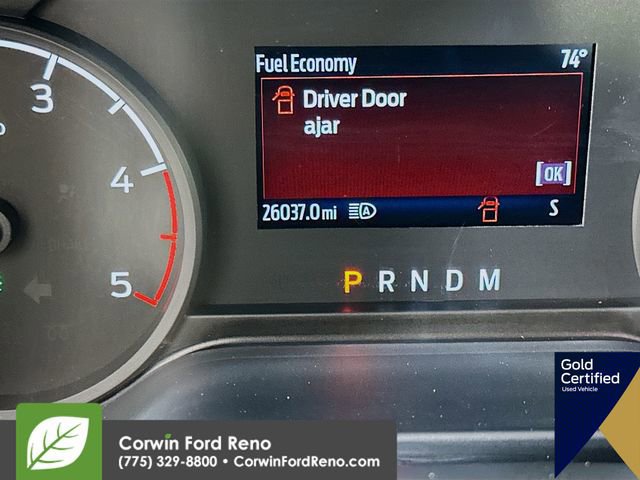 Fuel Economy 74°
Driver Door
ajar
[OK]
26037.0 mi A S
P R N D M
3
4
5
Gold
Certified
Used Vehicle
Corwin Ford Reno
(775) 329-8800 • CorwinFordReno.com